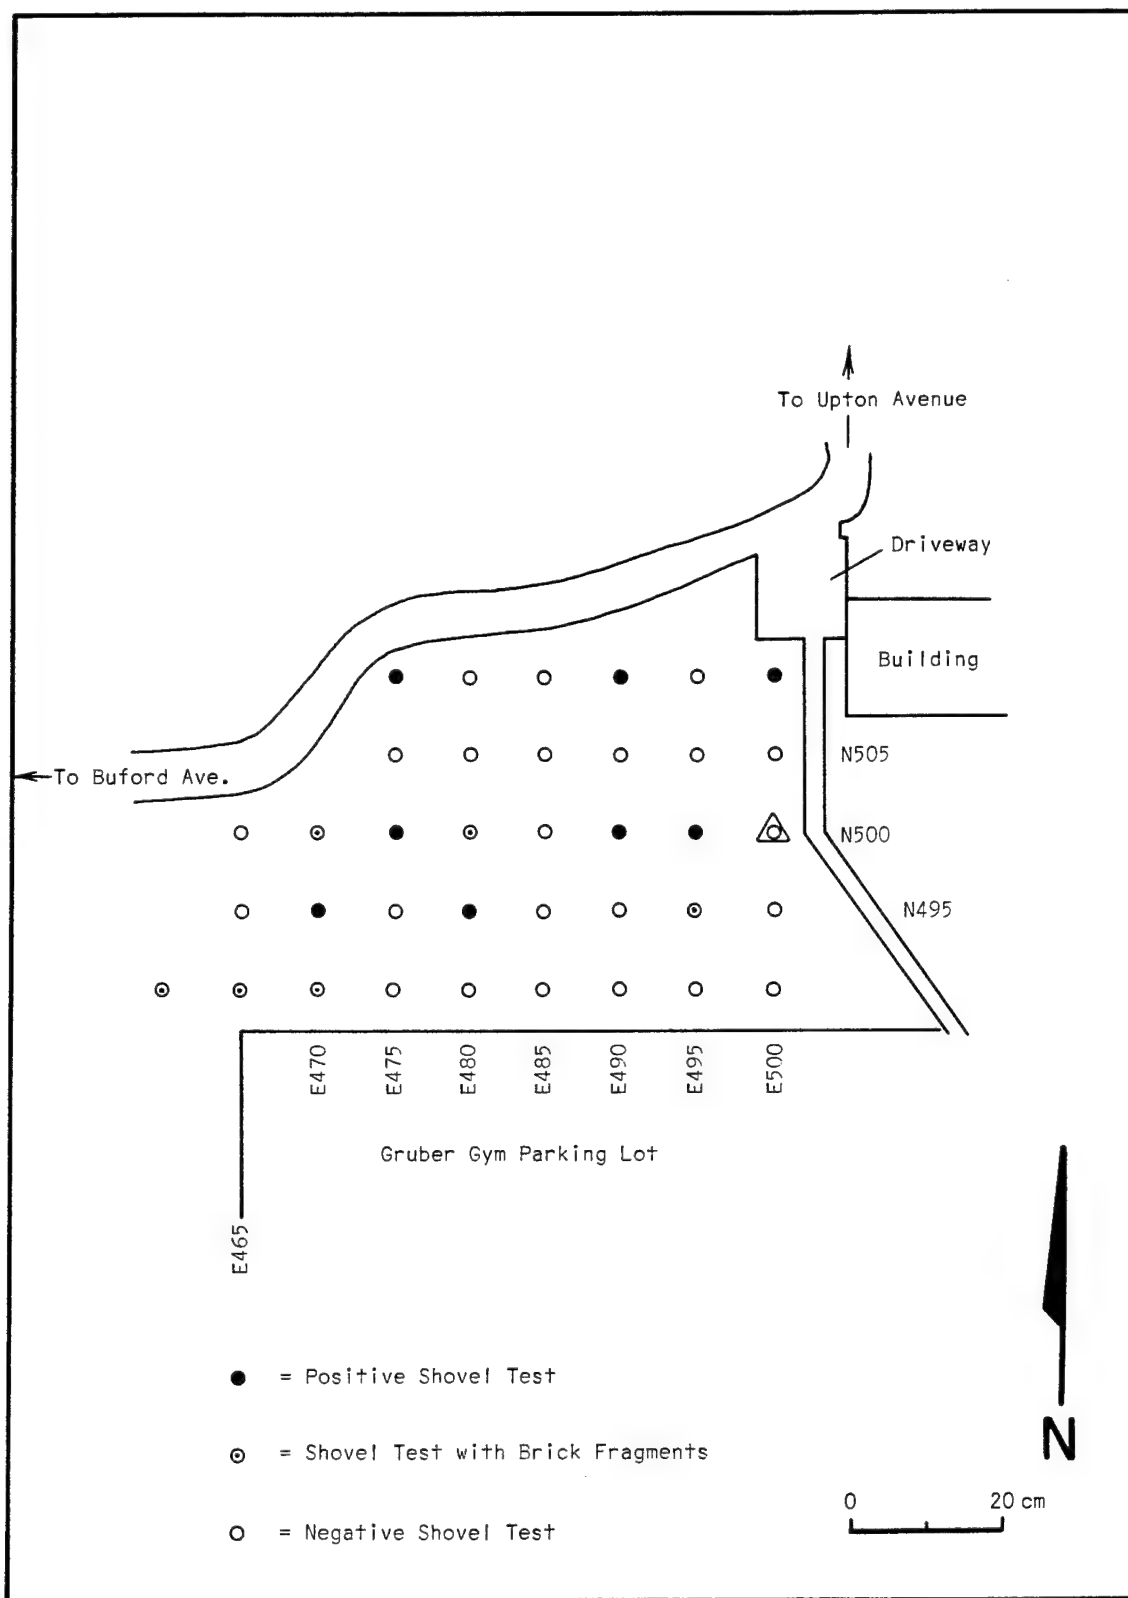 To Upton Avenue
Driveway
Building
N505
To Buford Ave.
N500
N495
E470
E475
E480
E485
E490
E495
E500
Gruber Gym Parking Lot
E465
= Positive Shovel Test
= Shovel Test with Brick Fragments
= Negative Shovel Test
N
0 20 cm